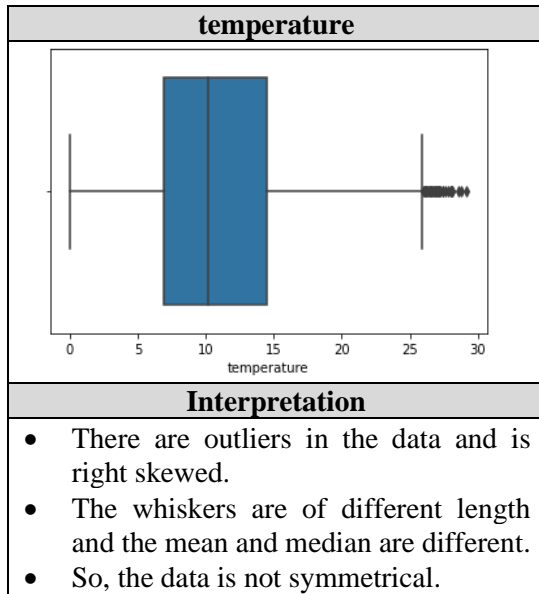 temperature
0 5 10 15 20 25 30
temperature
Interpretation
• There are outliers in the data and is
right skewed.
• The whiskers are of different length
and the mean and median are different.
• So, the data is not symmetrical.